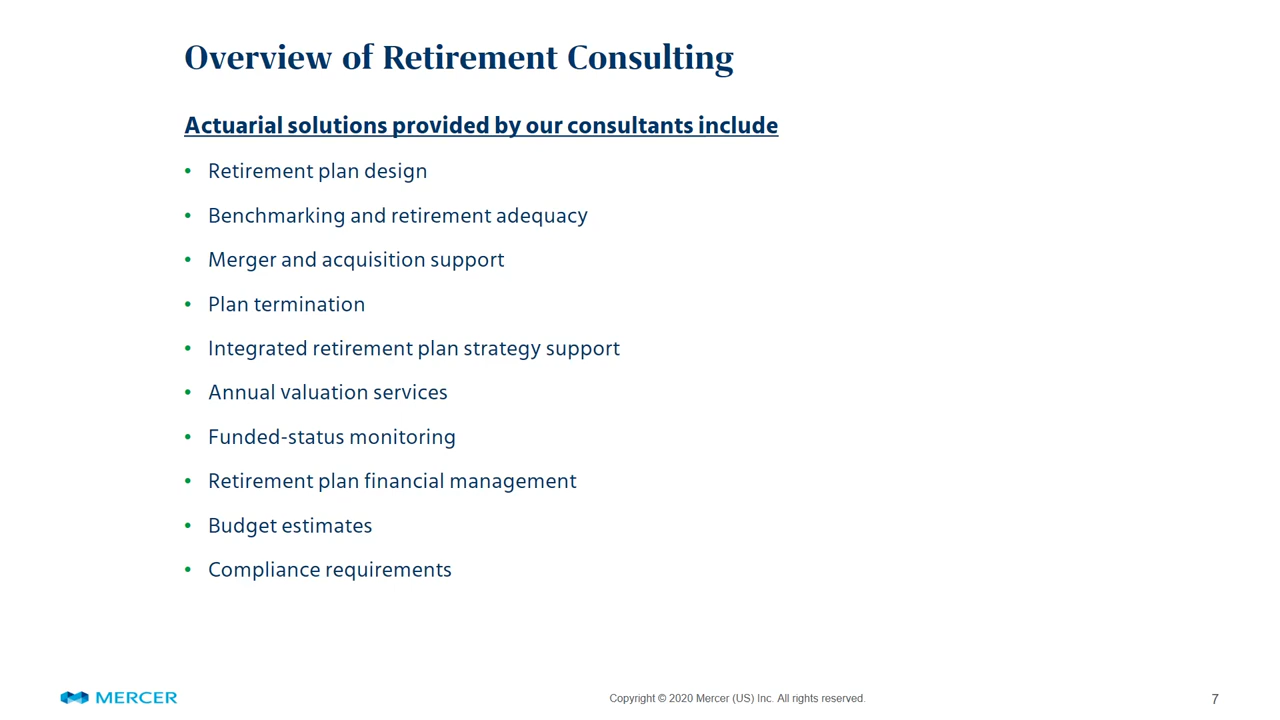 Overview of Retirement Consulting
Actuarial solutions provided by our consultants include
• Retirement plan design
• Benchmarking and retirement adequacy
• Merger and acquisition support
• Plan termination
• Integrated retirement plan strategy support
• Annual valuation services
• Funded-status monitoring
• Retirement plan financial management
• Budget estimates
• Compliance requirements
MERCER
Copyright © 2020 Mercer (US) Inc. All rights reserved.
7